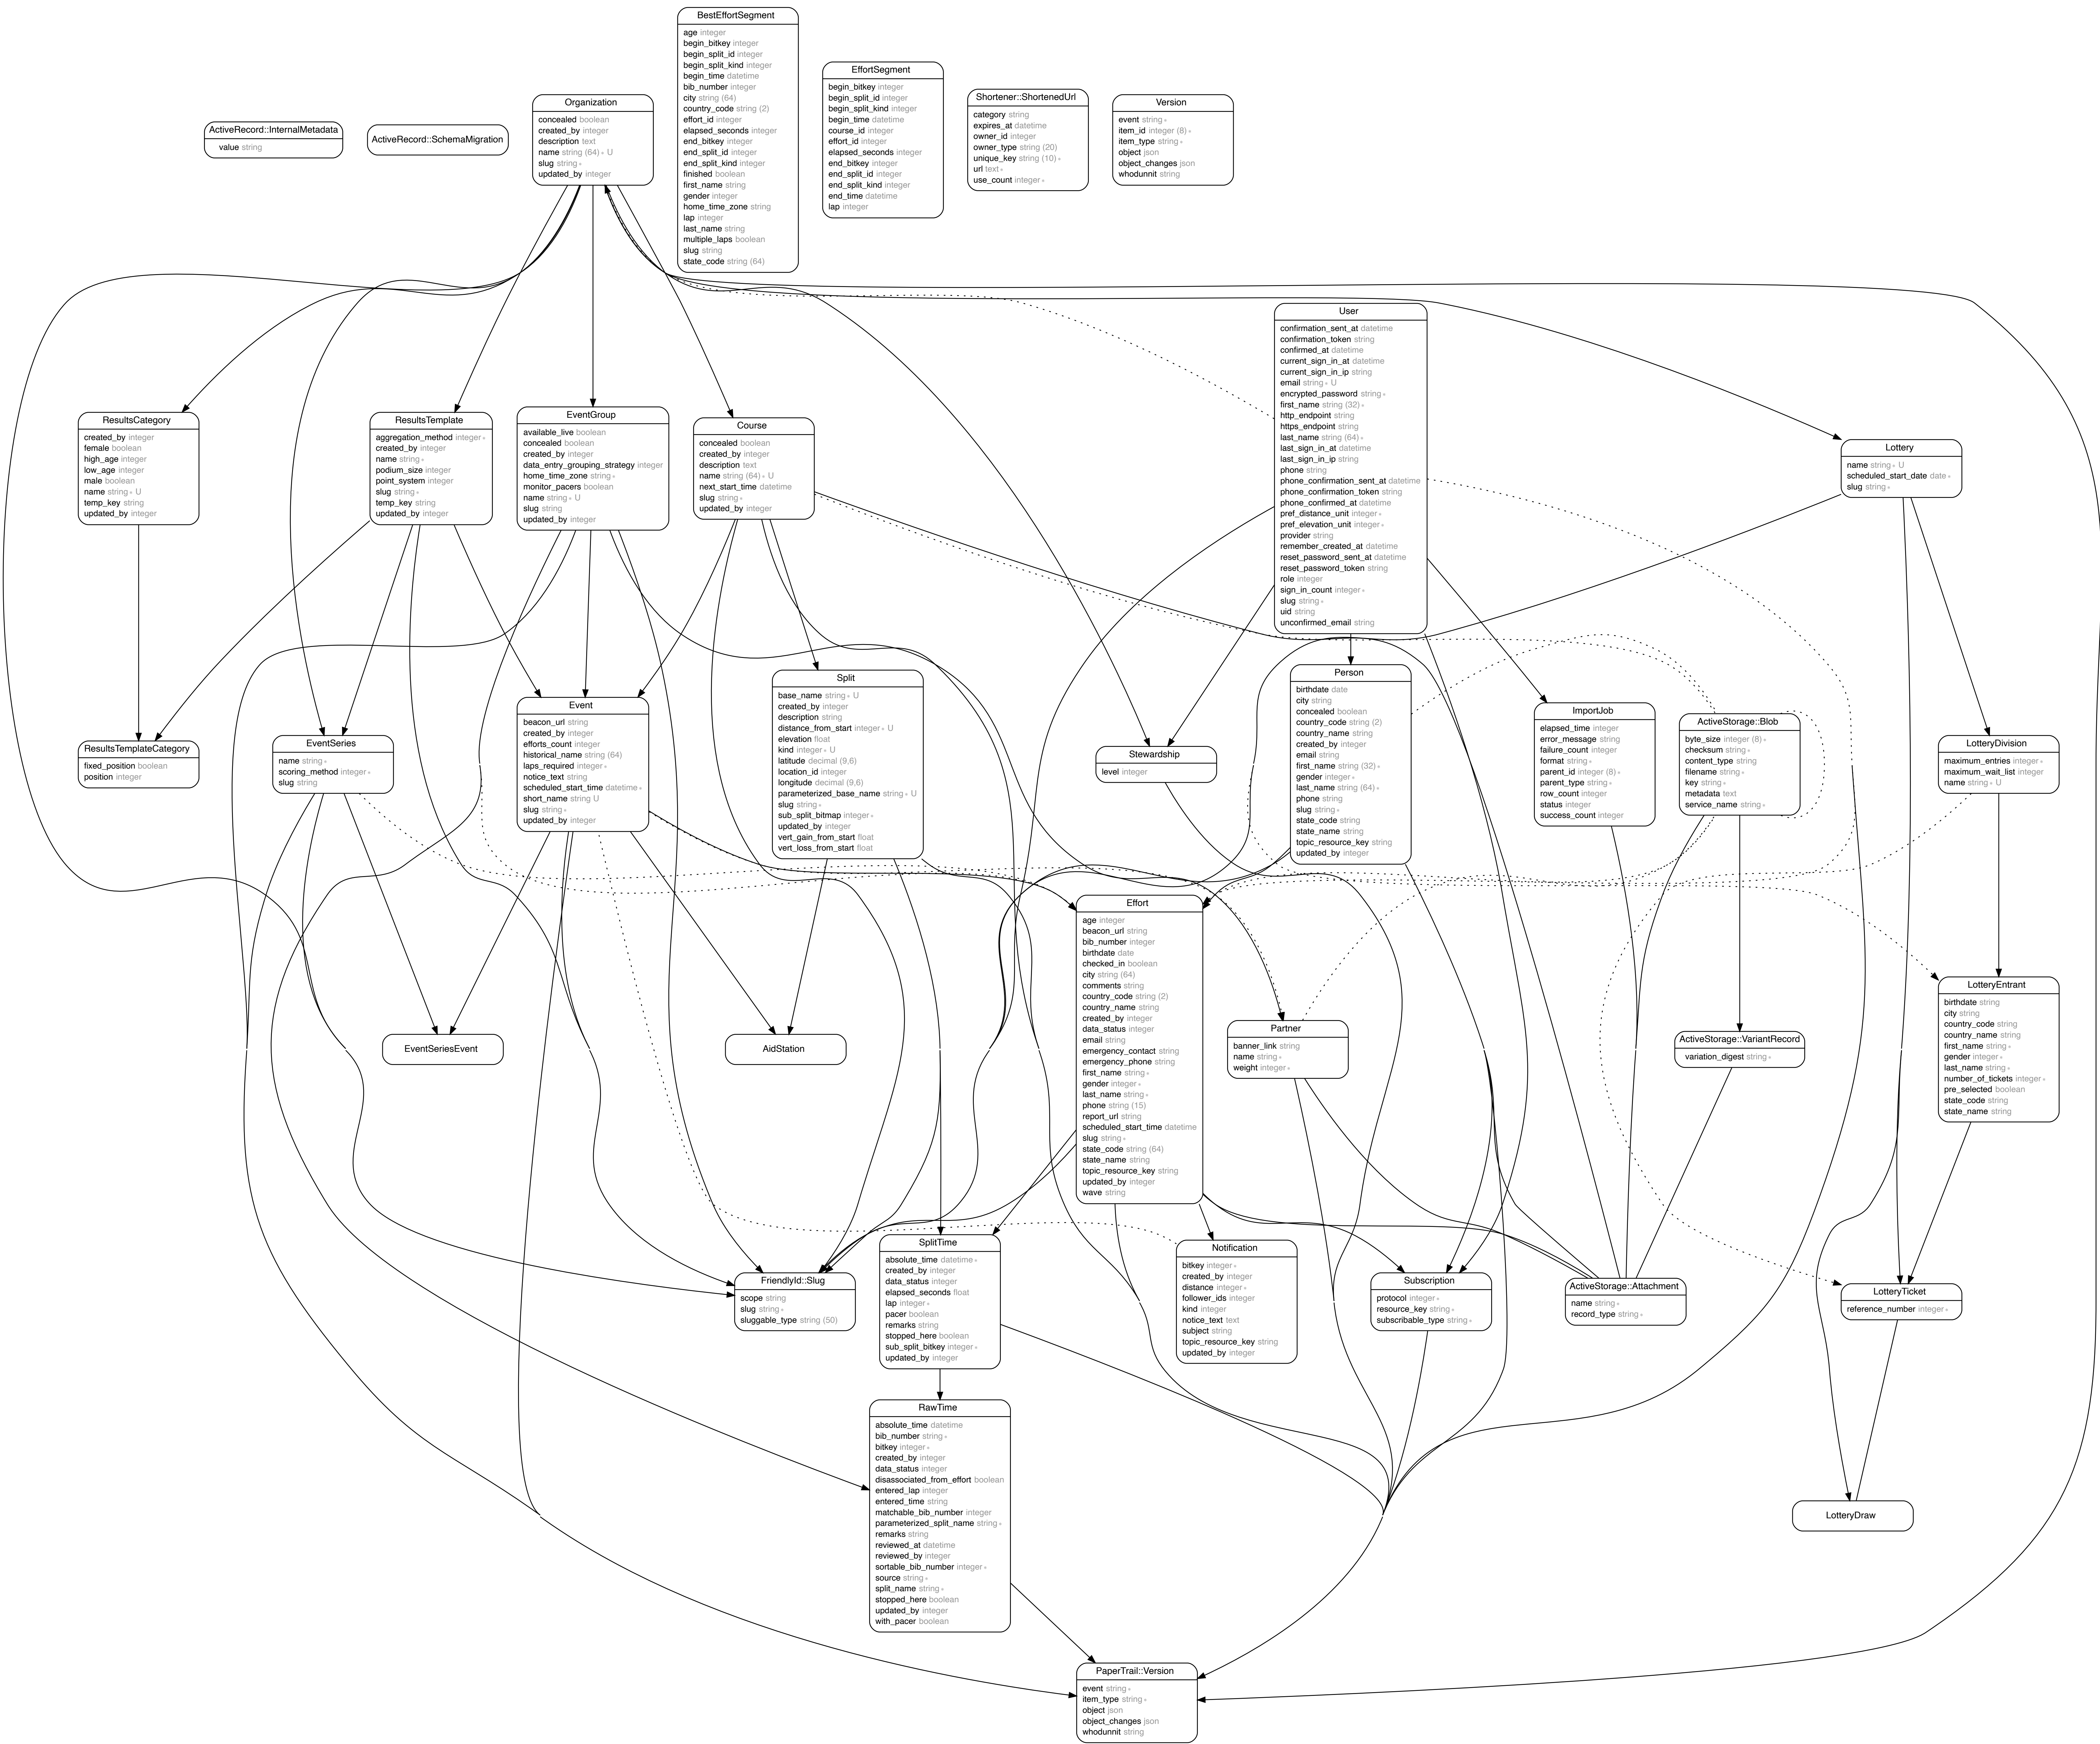 BestEffortSegment
age integer
begin_bitkey integer
begin_split_id integer
begin_split_kind integer
begin_time datetime
bib_number integer
city string (64)
country_code string (2)
effort_id integer
elapsed_seconds integer
end_bitkey integer
end_split_id integer
end_split_kind integer
finished boolean
first_name string
gender integer
home_time_zone string
lap integer
last_name string
multiple_laps boolean
slug string
state_code string (64)
EffortSegment
begin_bitkey integer
begin_split_id integer
begin_split_kind integer
begin_time datetime
course_id integer
effort_id integer
elapsed_seconds integer
end_bitkey integer
end_split_id integer
end_split_kind integer
end_time datetime
lap integer
Shortener::ShortenedUrl
category string
expires_at datetime
owner_id integer
owner_type string (20)
unique_key string (10) ∗
url text ∗
use_count integer ∗
Version
event string ∗
item_id integer (8) ∗
item_type string ∗
object json
object_changes json
whodunnit string
Organization
concealed boolean
created_by integer
description text
name string (64) ∗ U
slug string ∗
updated_by integer
ActiveRecord::InternalMetadata
value string
ActiveRecord::SchemaMigration
User
confirmation_sent_at datetime
confirmation_token string
confirmed_at datetime
current_sign_in_at datetime
current_sign_in_ip string
email string ∗ U
encrypted_password string ∗
first_name string (32) ∗
http_endpoint string
https_endpoint string
last_name string (64) ∗
last_sign_in_at datetime
last_sign_in_ip string
phone string
phone_confirmation_sent_at datetime
phone_confirmation_token string
phone_confirmed_at datetime
pref_distance_unit integer ∗
pref_elevation_unit integer ∗
provider string
remember_created_at datetime
reset_password_sent_at datetime
reset_password_token string
role integer
sign_in_count integer ∗
slug string ∗
uid string
unconfirmed_email string
ResultsCategory
created_by integer
female boolean
high_age integer
low_age integer
male boolean
name string ∗ U
temp_key string
updated_by integer
ResultsTemplate
aggregation_method integer ∗
created_by integer
name string ∗
podium_size integer
point_system integer
slug string ∗
temp_key string
updated_by integer
EventGroup
available_live boolean
concealed boolean
created_by integer
data_entry_grouping_strategy integer
home_time_zone string ∗
monitor_pacers boolean
name string ∗ U
slug string
updated_by integer
Course
concealed boolean
created_by integer
description text
name string (64) ∗ U
next_start_time datetime
slug string ∗
updated_by integer
Lottery
name string ∗ U
scheduled_start_date date ∗
slug string ∗
Split
base_name string ∗ U
created_by integer
description string
distance_from_start integer ∗ U
elevation float
kind integer ∗ U
latitude decimal (9,6)
location_id integer
longitude decimal (9,6)
parameterized_base_name string ∗ U
slug string ∗
sub_split_bitmap integer ∗
updated_by integer
vert_gain_from_start float
vert_loss_from_start float
Person
birthdate date
city string
concealed boolean
country_code string (2)
country_name string
created_by integer
email string
first_name string (32) ∗
gender integer ∗
last_name string (64) ∗
phone string
slug string ∗
state_code string
state_name string
topic_resource_key string
updated_by integer
Event
beacon_url string
created_by integer
efforts_count integer
historical_name string (64)
laps_required integer ∗
notice_text string
scheduled_start_time datetime ∗
short_name string U
slug string ∗
updated_by integer
ImportJob
elapsed_time integer
error_message string
failure_count integer
format string ∗
parent_id integer (8) ∗
parent_type string ∗
row_count integer
status integer
success_count integer
ActiveStorage::Blob
byte_size integer (8) ∗
checksum string ∗
content_type string
filename string ∗
key string ∗
metadata text
service_name string ∗
LotteryDivision
maximum_entries integer ∗
maximum_wait_list integer
name string ∗ U
ResultsTemplateCategory
fixed_position boolean
position integer
EventSeries
name string ∗
scoring_method integer ∗
slug string
Stewardship
level integer
Effort
age integer
beacon_url string
bib_number integer
birthdate date
checked_in boolean
city string (64)
comments string
country_code string (2)
country_name string
created_by integer
data_status integer
email string
emergency_contact string
emergency_phone string
first_name string ∗
gender integer ∗
last_name string ∗
phone string (15)
report_url string
scheduled_start_time datetime
slug string ∗
state_code string (64)
state_name string
topic_resource_key string
updated_by integer
wave string
LotteryEntrant
birthdate string
city string
country_code string
country_name string
first_name string ∗
gender integer ∗
last_name string ∗
number_of_tickets integer ∗
pre_selected boolean
state_code string
state_name string
EventSeriesEvent
AidStation
Partner
banner_link string
name string ∗
weight integer ∗
ActiveStorage::VariantRecord
variation_digest string ∗
SplitTime
absolute_time datetime ∗
created_by integer
data_status integer
elapsed_seconds float
lap integer ∗
pacer boolean
remarks string
stopped_here boolean
sub_split_bitkey integer ∗
updated_by integer
Notification
bitkey integer ∗
created_by integer
distance integer ∗
follower_ids integer
kind integer
notice_text text
subject string
topic_resource_key string
updated_by integer
FriendlyId::Slug
scope string
slug string ∗
sluggable_type string (50)
Subscription
protocol integer ∗
resource_key string ∗
subscribable_type string ∗
ActiveStorage::Attachment
name string ∗
record_type string ∗
LotteryTicket
reference_number integer ∗
RawTime
absolute_time datetime
bib_number string ∗
bitkey integer ∗
created_by integer
data_status integer
disassociated_from_effort boolean
entered_lap integer
entered_time string
matchable_bib_number integer
parameterized_split_name string ∗
remarks string
reviewed_at datetime
reviewed_by integer
sortable_bib_number integer ∗
source string ∗
split_name string ∗
stopped_here boolean
updated_by integer
with_pacer boolean
LotteryDraw
PaperTrail::Version
event string ∗
item_type string ∗
object json
object_changes json
whodunnit string